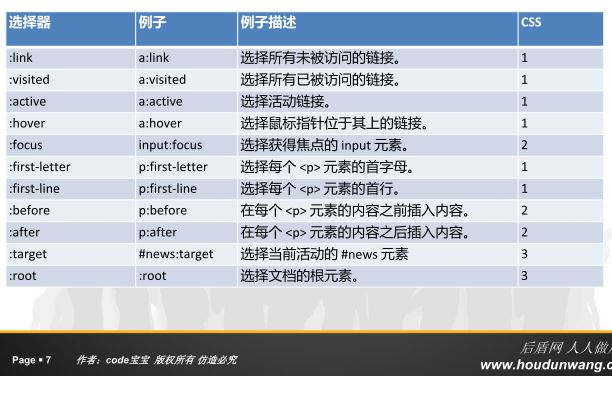 选择器 例子 例子描述 CSS
:link a:link 选择所有未被访问的链接。 1
:visited a:visited 选择所有已被访问的链接。 1
:active a:active 选择活动链接。 1
:hover a:hover 选择鼠标指针位于其上的链接。 1
:focus input:focus 选择获得焦点的 input 元素。 2
:first-letter p:first-letter 选择每个 <p> 元素的首字母。 1
:first-line p:first-line 选择每个 <p> 元素的首行。 1
:before p:before 在每个 <p> 元素的内容之前插入内容。 2
:after p:after 在每个 <p> 元素的内容之后插入内容。 2
:target #news:target 选择当前活动的 #news 元素 3
:root :root 选择文档的根元素。 3
后盾网 人人做
Page ▪ 7 作者：code宝宝 版权所有 仿造必究
www.houdunwang.c